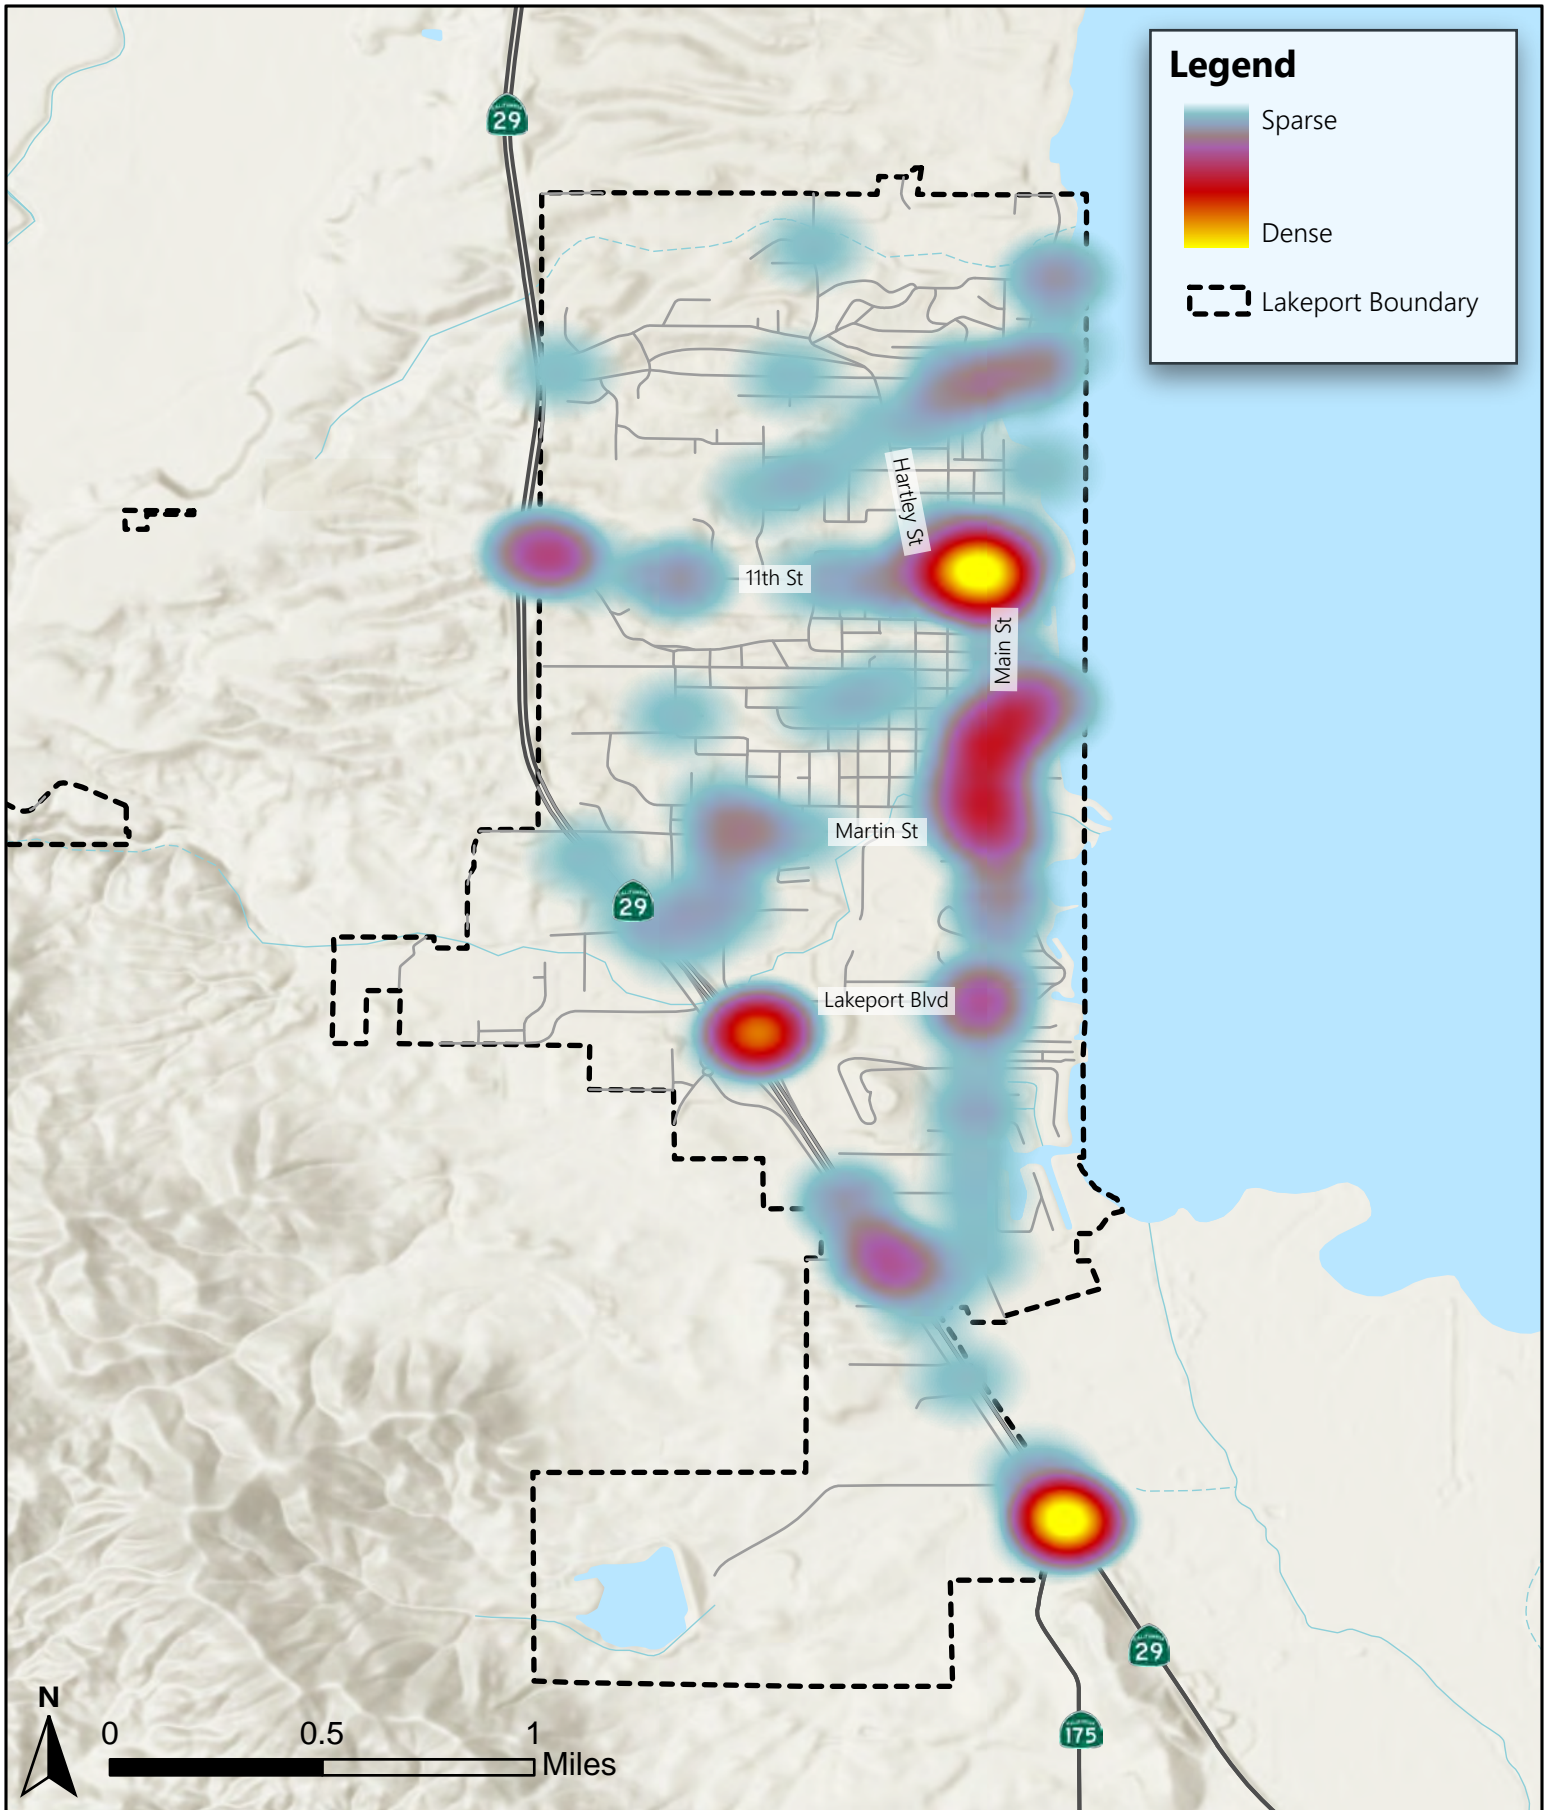 Legend
Sparse
Dense
Lakeport Boundary
29
Hartley St
11th St
Main St
Martin St
29
Lakeport Blvd
29
175
N
0 0.5 1
Miles